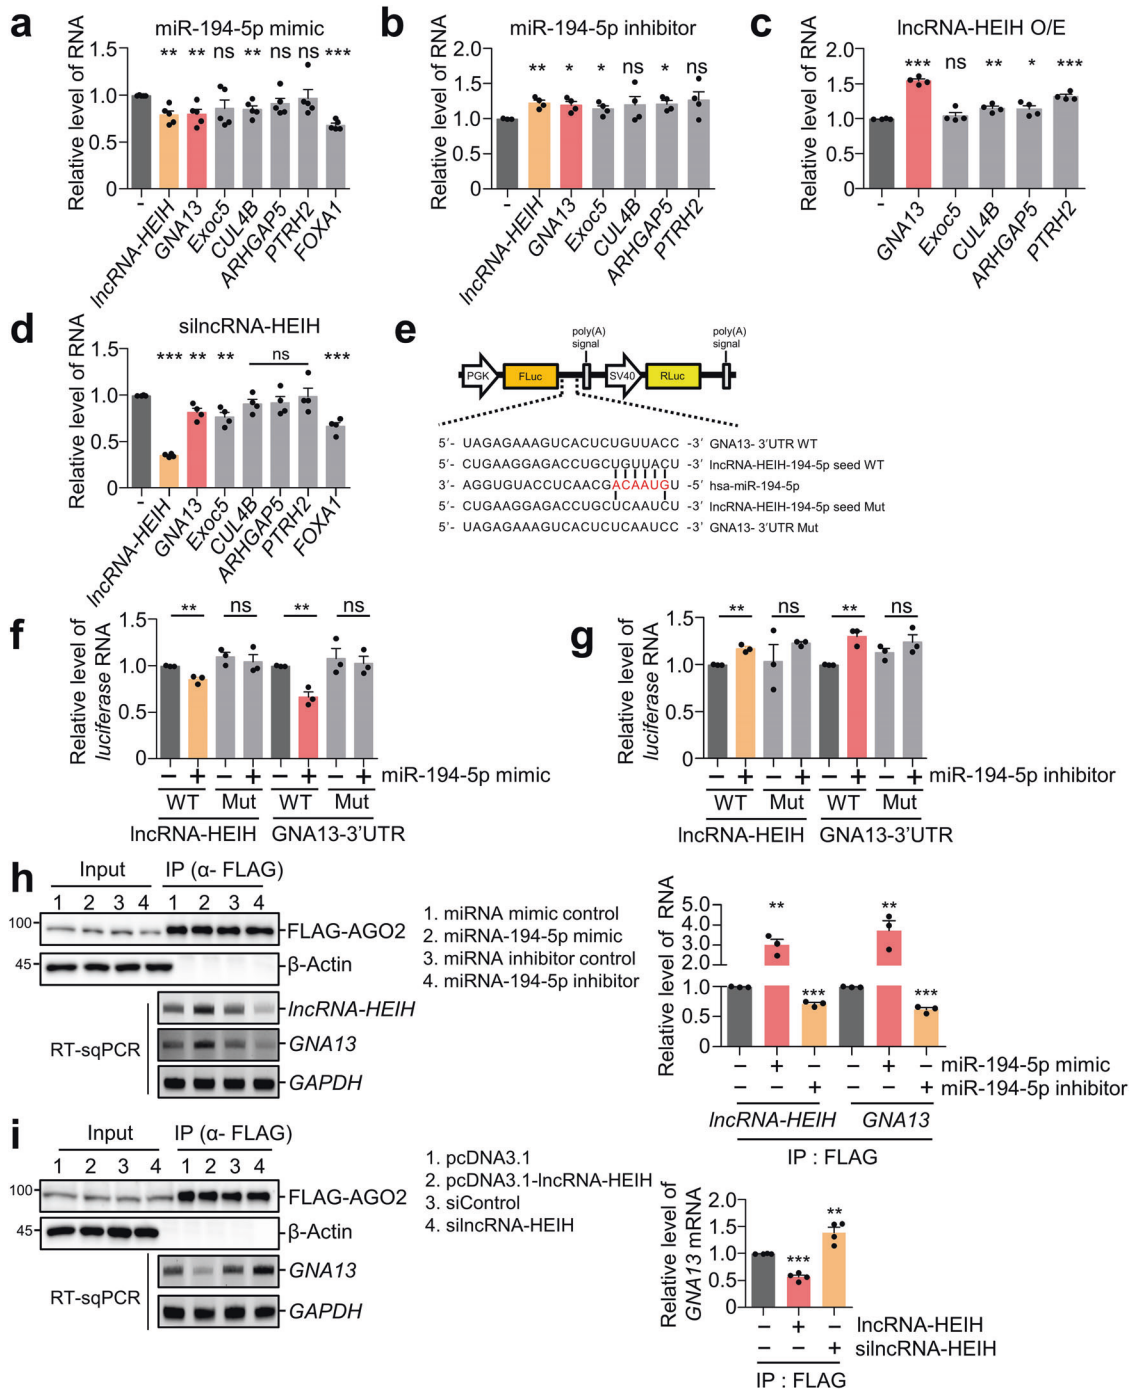 a
miR-194-5p mimic
Relative level of RNA
1.5
1.0
0.5
0
** ** ns ** ns ns ***
-
lncRNA-HEIH
GNA13
Exoc5
CUL4B
ARHGAP5
PTRH2
FOXA1
b
miR-194-5p inhibitor
Relative level of RNA
2.0
1.5
1.0
0.5
0
** * * ns * ns
-
lncRNA-HEIH
GNA13
Exoc5
CUL4B
ARHGAP5
PTRH2
c
lncRNA-HEIH O/E
Relative level of RNA
2.0
1.5
1.0
0.5
0
*** ns ** * ***
-
GNA13
Exoc5
CUL4B
ARHGAP5
PTRH2
d
silncRNA-HEIH
Relative level of RNA
1.5
1.0
0.5
0
*** ** ** ns ***
-
lncRNA-HEIH
GNA13
Exoc5
CUL4B
ARHGAP5
PTRH2
FOXA1
e
poly(A) signal
poly(A) signal
PGK FLuc SV40 RLuc
5′- UAGAGAAAGUCACUCUGUUACC -3′ GNA13- 3′UTR WT
5′- CUGAAGGAGACCUGCUGUUACU -3′ lncRNA-HEIH-194-5p seed WT
3′- AGGUGUACCUCAACGACAAUGU -5′ hsa-miR-194-5p
5′- CUGAAGGAGACCUGCUCAAUCU -3′ lncRNA-HEIH-194-5p seed Mut
5′- UAGAGAAAGUCACUCUCAAUCC -3′ GNA13- 3′UTR Mut
f
Relative level of
luciferase RNA
1.5
1.0
0.5
0
** ns ** ns
– + – + – + – + miR-194-5p mimic
WT Mut WT Mut
lncRNA-HEIH GNA13-3’UTR
g
Relative level of
luciferase RNA
1.5
1.0
0.5
0
** ns ** ns
– + – + – + – + miR-194-5p inhibitor
WT Mut WT Mut
lncRNA-HEIH GNA13-3’UTR
h
Input IP (α- FLAG)
1 2 3 4 1 2 3 4
100 FLAG-AGO2
45 β-Actin
lncRNA-HEIH
RT-sqPCR GNA13
GAPDH
1. miRNA mimic control
2. miRNA-194-5p mimic
3. miRNA inhibitor control
4. miRNA-194-5p inhibitor
Relative level of RNA
5.0
4.0
3.0
2.0
1.0
0.5
0
** *** ** ***
– + – – + – miR-194-5p mimic
– – + – – + miR-194-5p inhibitor
lncRNA-HEIH GNA13
IP : FLAG
i
Input IP (α- FLAG)
1 2 3 4 1 2 3 4
100 FLAG-AGO2
45 β-Actin
GNA13
RT-sqPCR
GAPDH
1. pcDNA3.1
2. pcDNA3.1-lncRNA-HEIH
3. siControl
4. silncRNA-HEIH
Relative level of
GNA13 mRNA
2.0
1.5
1.0
0.5
0
*** **
– + – lncRNA-HEIH
– – + silncRNA-HEIH
IP : FLAG